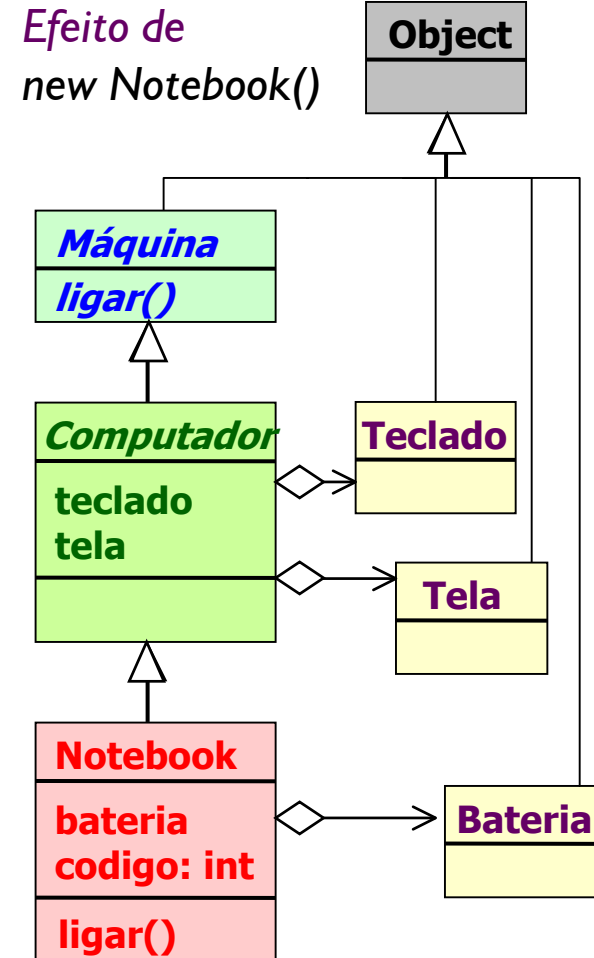 Efeito de
new Notebook()
Object
Máquina
ligar()
Computador
teclado
tela
Teclado
Tela
Notebook
bateria
codigo: int
ligar()
Bateria